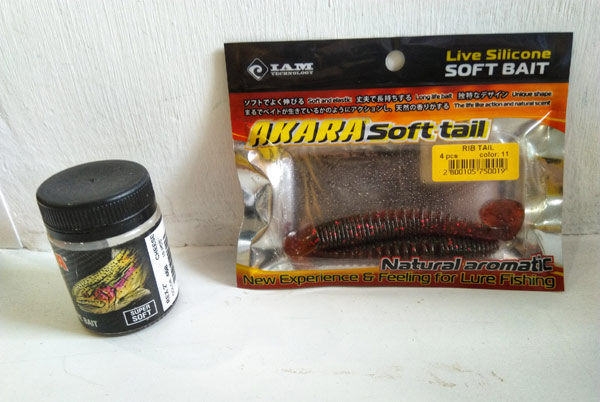 IAM
TECHNOLOGY
Live Silicone
SOFT BAIT
ソフトでよく伸びる Soft and elastic 丈夫で長持ちする Long life bait 独特なデザイン Unique shape
まるでベイトが生きているかのようにアクションし、天然の香りがする The life like action and natural scent
AKARA Soft tail
RIB TAIL
4 pcs color: 11
2 800105 750019
Natural aromatic
New Experience & Feeling for Lure Fishing
CHEESE
BAIT
SUPER
SOFT